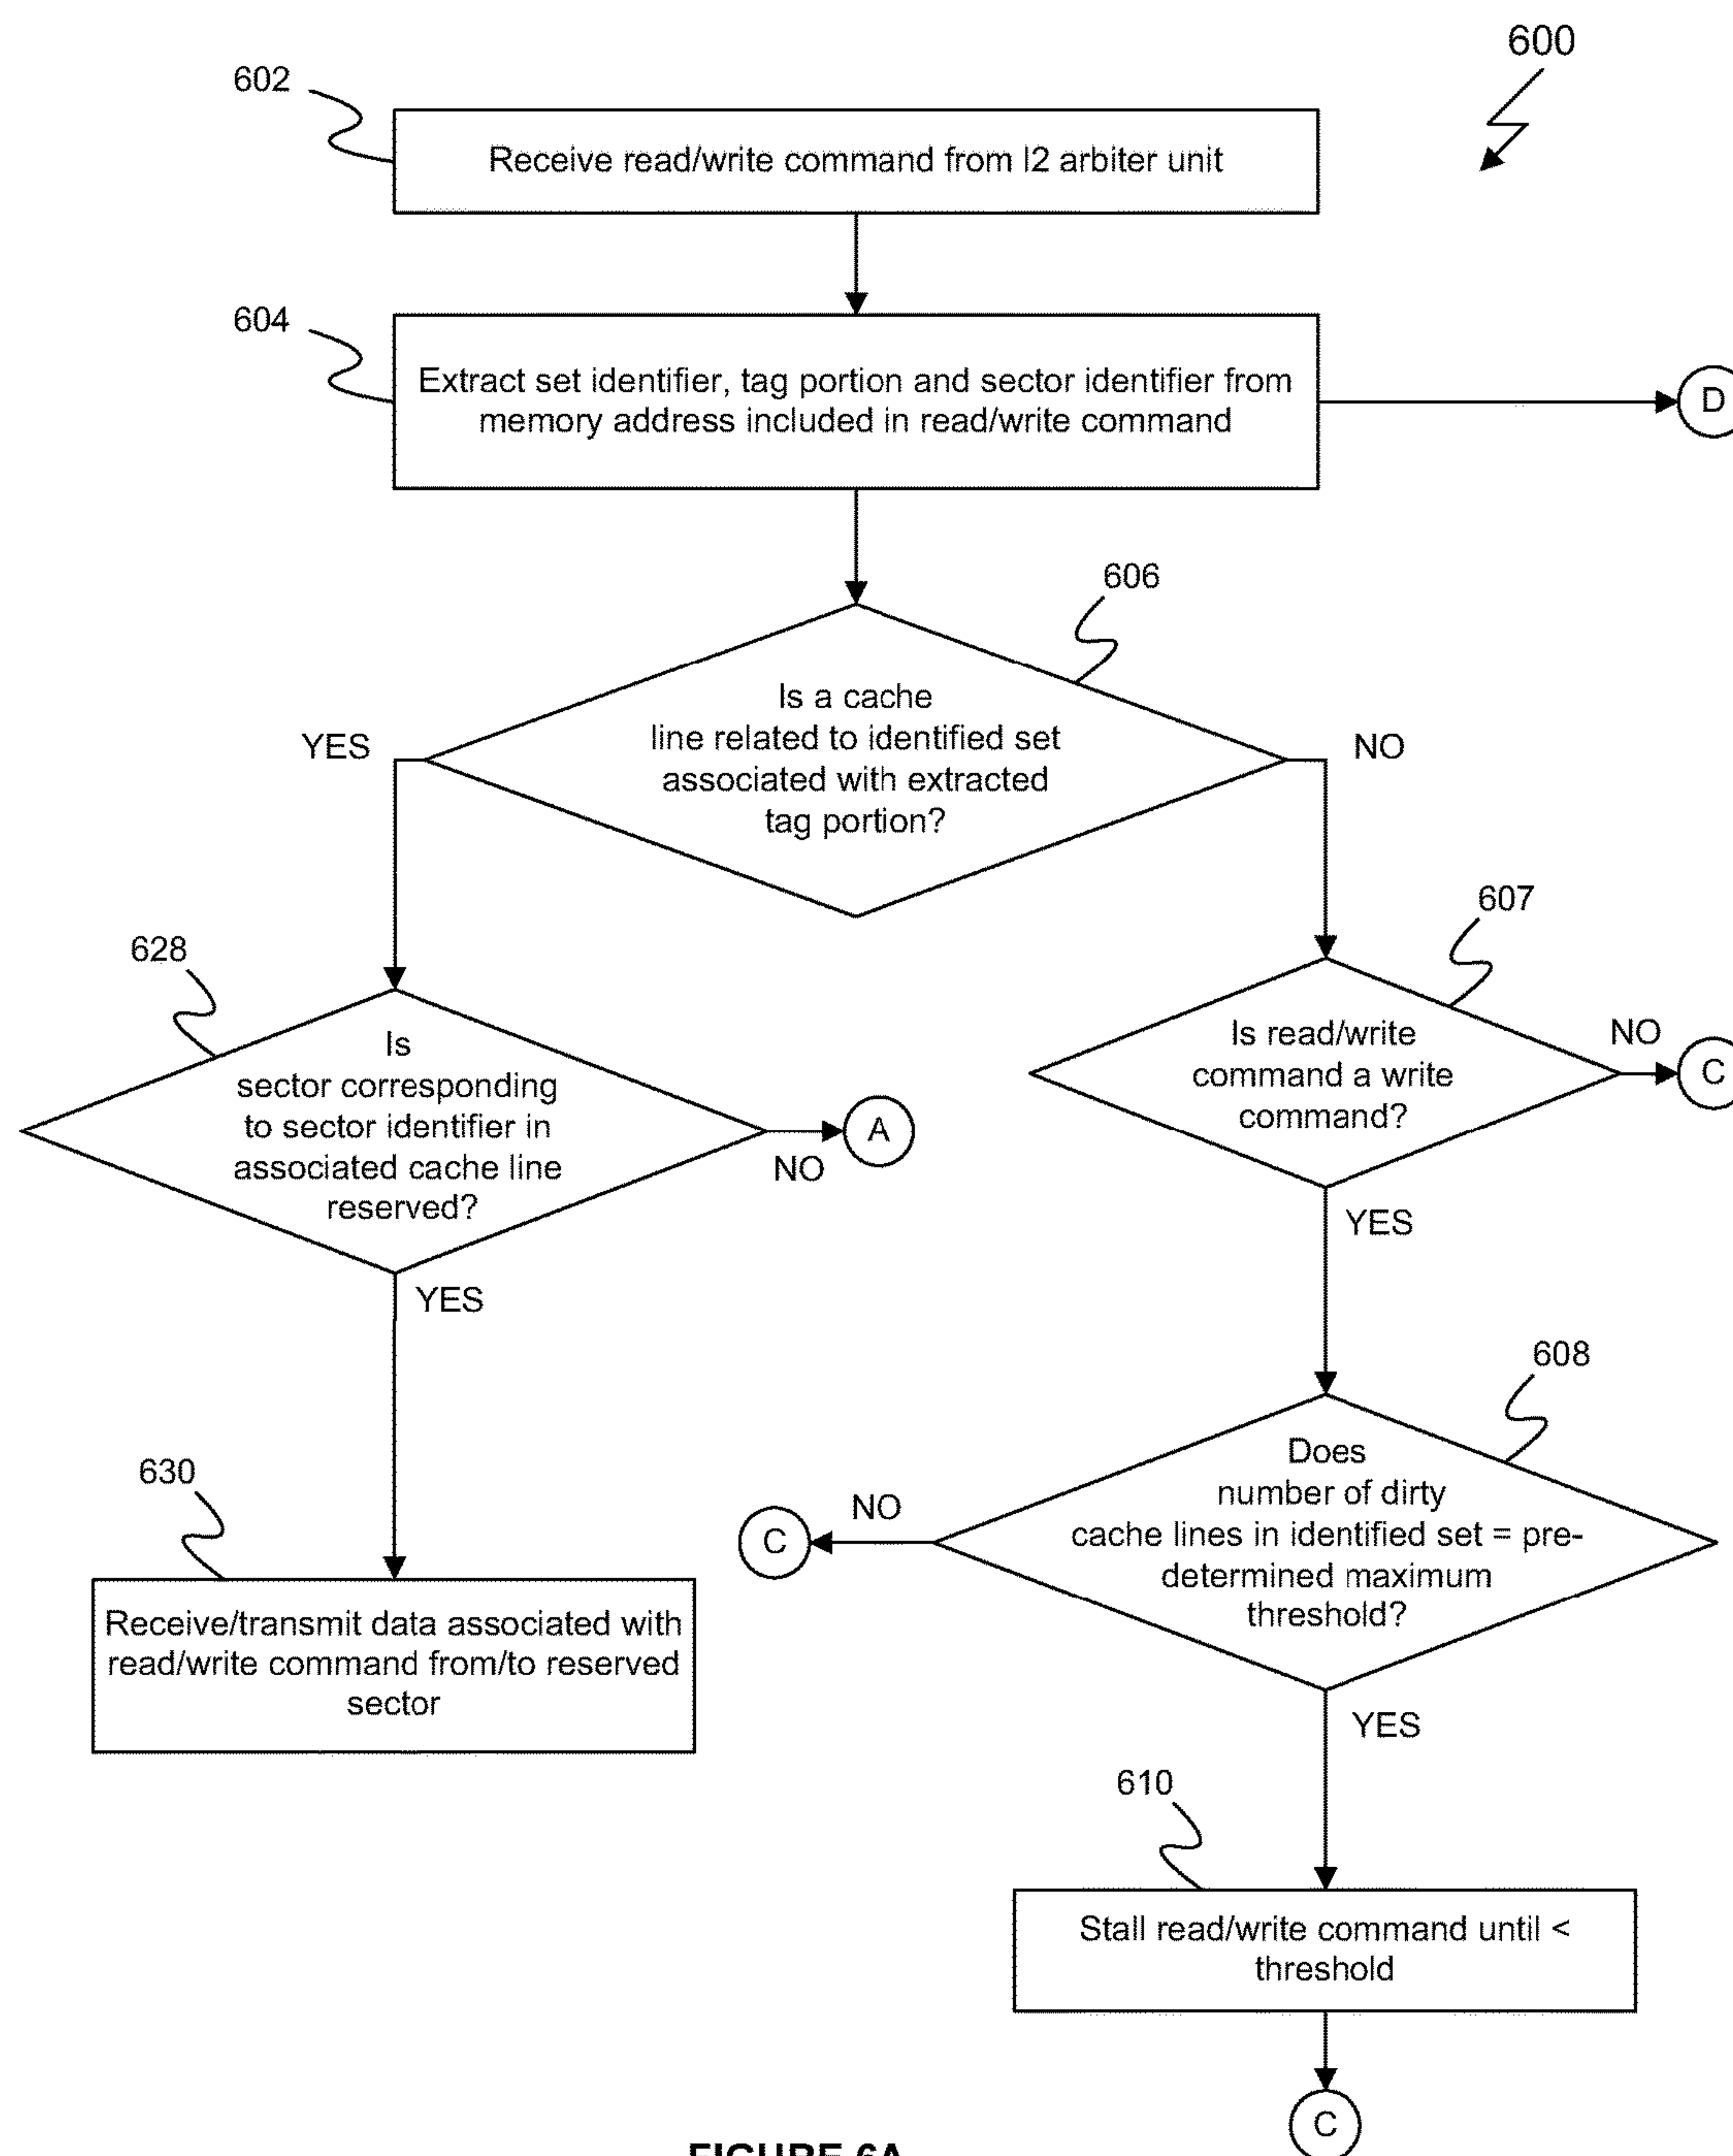 600
602
Receive read/write command from l2 arbiter unit
604
Extract set identifier, tag portion and sector identifier from
memory address included in read/write command
D
606
Is a cache
line related to identified set
associated with extracted
tag portion?
YES
NO
607
628
Is read/write
command a write
command?
NO
C
Is
sector corresponding
to sector identifier in
associated cache line
reserved?
NO
A
YES
YES
608
Does
number of dirty
cache lines in identified set = pre-
determined maximum
threshold?
NO
C
630
Receive/transmit data associated with
read/write command from/to reserved
sector
YES
610
Stall read/write command until <
threshold
C
FIGURE 6A